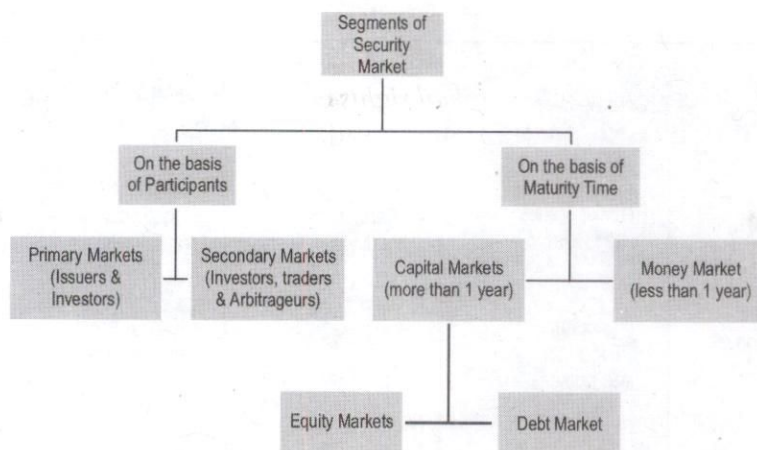 Segments of
Security
Market
On the basis
of Participants
On the basis of
Maturity Time
Primary Markets
(Issuers &
Investors)
Secondary Markets
(Investors, traders
& Arbitrageurs)
Capital Markets
(more than 1 year)
Money Market
(less than 1 year)
Equity Markets
Debt Market